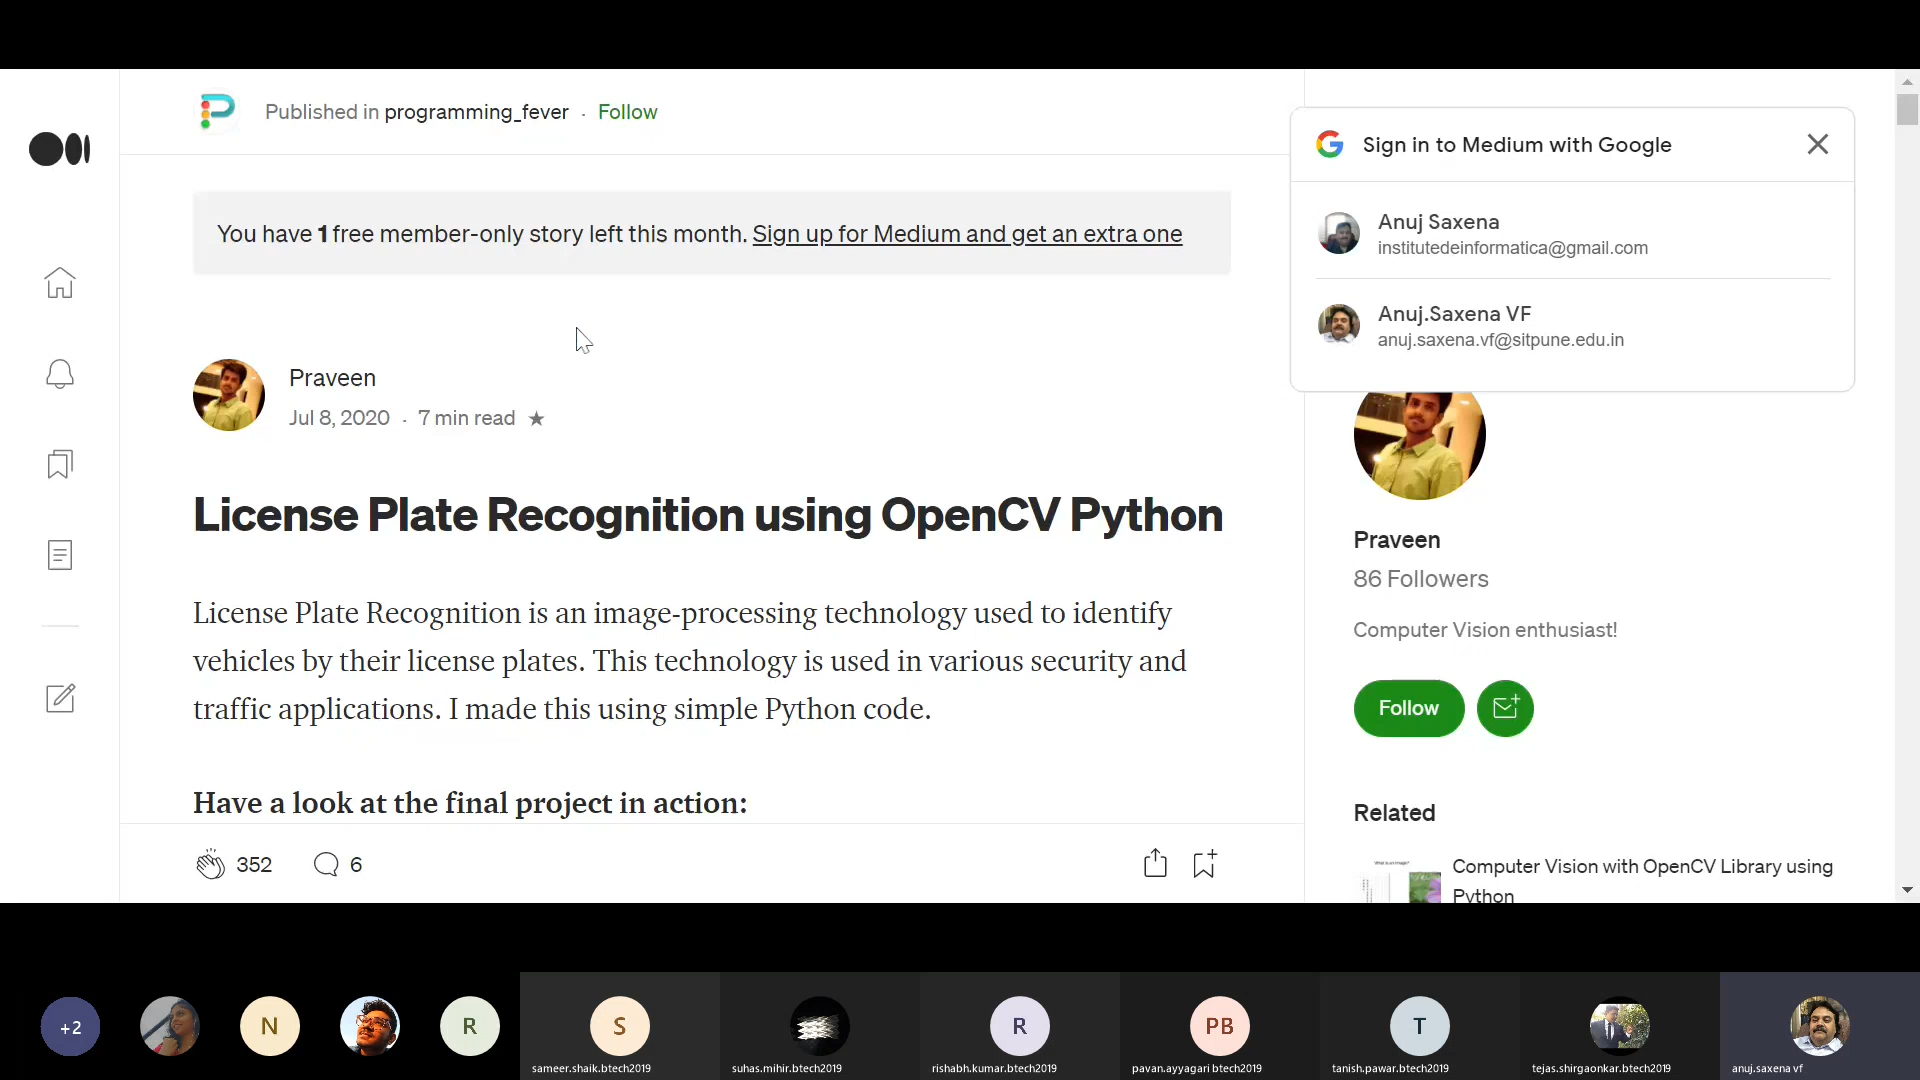 Published in programming_fever · Follow
Sign in to Medium with Google
Anuj Saxena
institutedeinformatica@gmail.com
Anuj.Saxena VF
anuj.saxena.vf@sitpune.edu.in
You have 1 free member-only story left this month. Sign up for Medium and get an extra one
Praveen
Jul 8, 2020 · 7 min read
License Plate Recognition using OpenCV Python
License Plate Recognition is an image-processing technology used to identify
vehicles by their license plates. This technology is used in various security and
traffic applications. I made this using simple Python code.
Have a look at the final project in action:
352 6
Praveen
86 Followers
Computer Vision enthusiast!
Follow
Related
Computer Vision with OpenCV Library using
Python
+2
N
R
S
sameer.shaik.btech2019
suhas.mihir.btech2019
R
rishabh.kumar.btech2019
PB
pavan.ayyagari btech2019
T
tanish.pawar.btech2019
tejas.shirgaonkar.btech2019
anuj.saxena vf